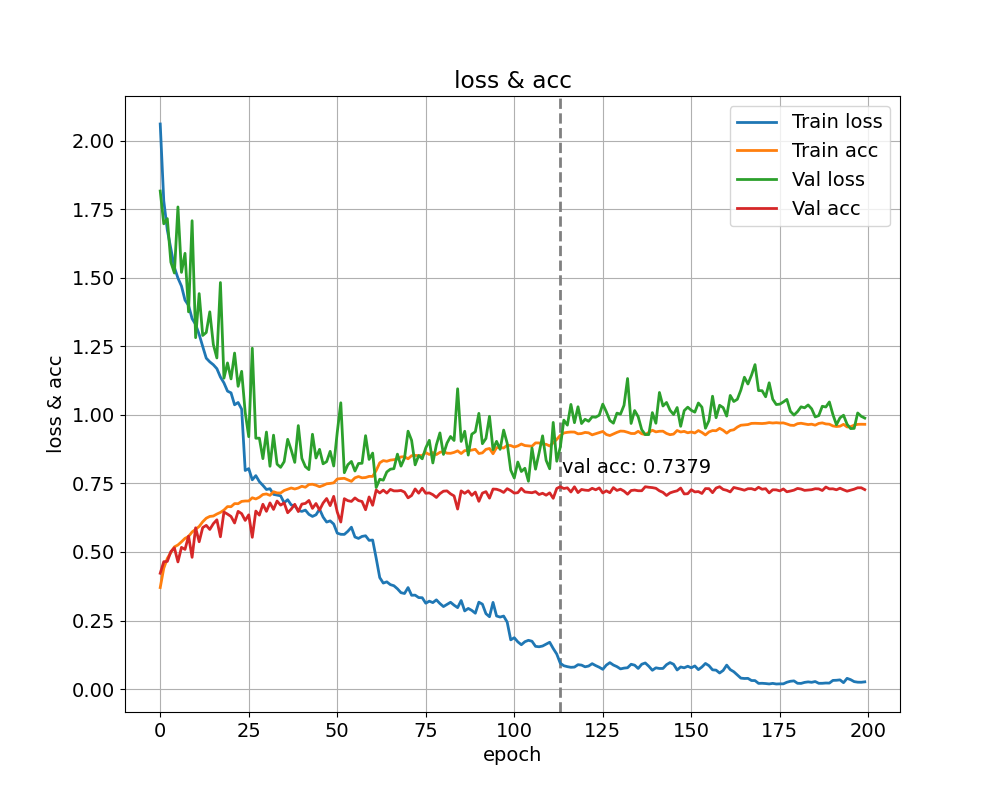 loss & acc
2.00
1.75
1.50
1.25
1.00
0.75
0.50
0.25
0.00
loss & acc
Train loss
Train acc
Val loss
Val acc
val acc: 0.7379
0 25 50 75 100 125 150 175 200
epoch